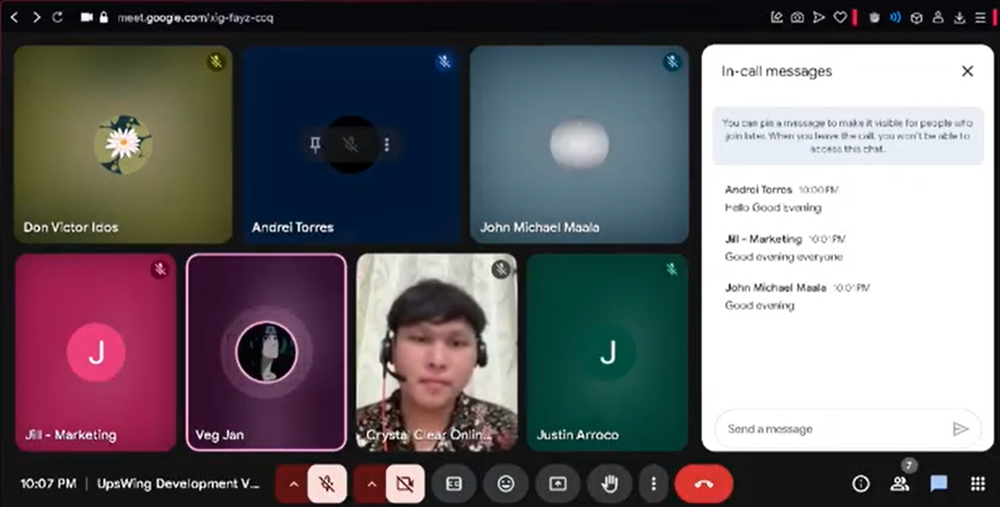 meet.google.com/xig-fayz-ccq
Don Victor Idos
Andrei Torres
John Michael Maala
J
Jill - Marketing
Veg Jan
Crystal Clear Onlin...
J
Justin Arroco
In-call messages
You can pin a message to make it visible for people who
join later. When you leave the call, you won't be able to
access this chat.
Andrei Torres 10:00 PM
Hello Good Evening
Jill - Marketing 10:01 PM
Good evening everyone
John Michael Maala 10:01 PM
Good evening
Send a message
10:07 PM | UpsWing Development V...
CC
7